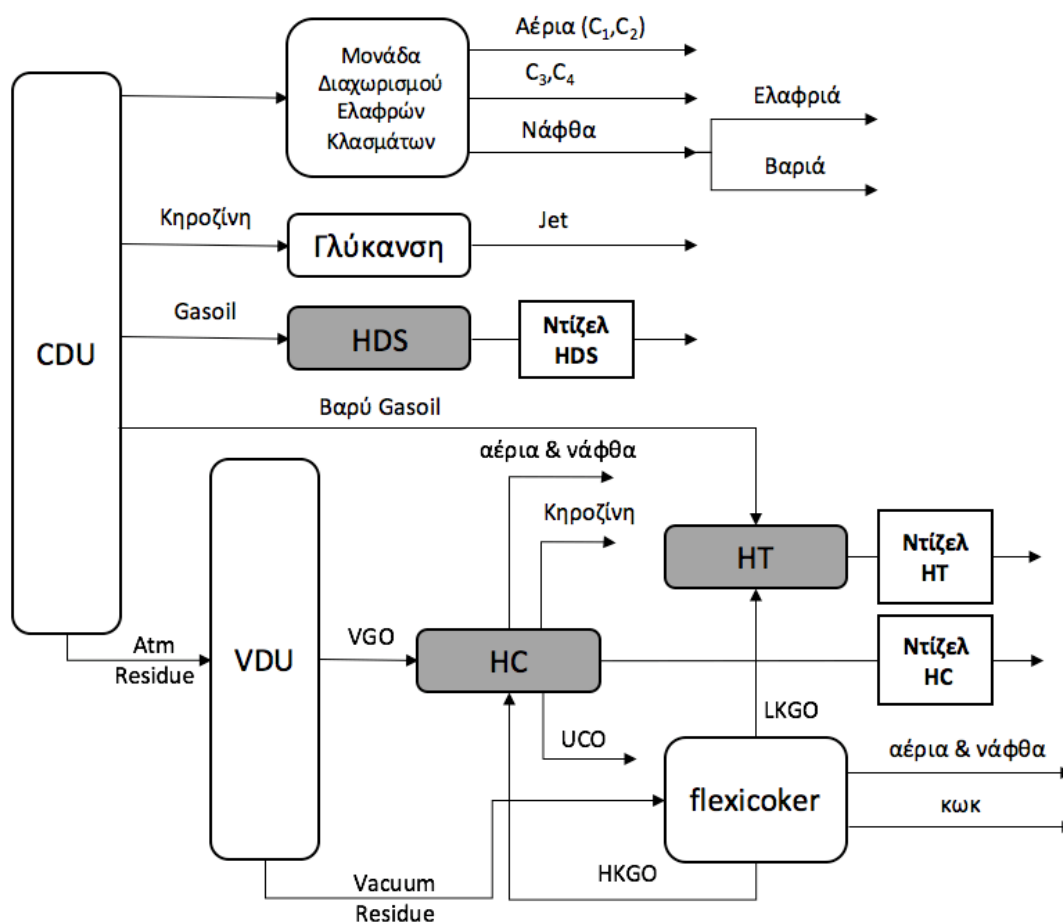 Αέρια (C₁,C₂)
Μονάδα
Διαχωρισμού
Ελαφρών
Κλασμάτων
C₃,C₄
Νάφθα
Ελαφριά
Βαριά
Κηροζίνη
Γλύκανση
Jet
Gasoil
HDS
Ντίζελ
HDS
CDU
Βαρύ Gasoil
αέρια & νάφθα
Κηροζίνη
HT
Ντίζελ
HT
Atm
Residue
VDU
VGO
HC
Ντίζελ
HC
LKGO
UCO
flexicoker
αέρια & νάφθα
κωκ
HKGO
Vacuum
Residue